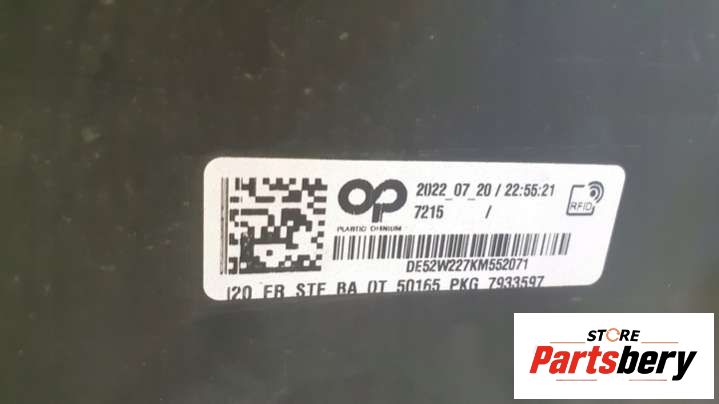 OP
PLASTIC OMNIUM
2022_07_20 / 22:55:21
7215 /
RFID
DE52W227KM552071
I20 FR STF BA OT 50165 PKG 7933597
STORE
Partsbery